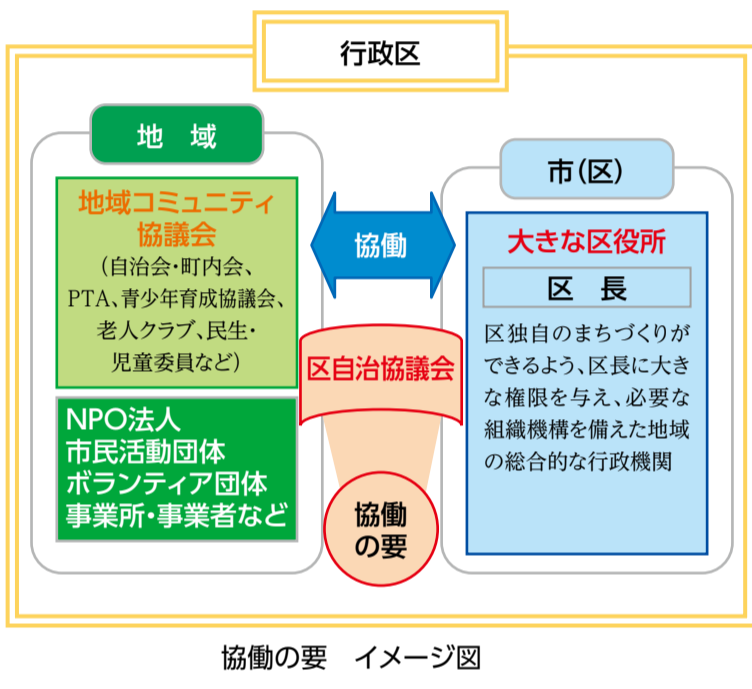 行政区
地　域
地域コミュニティ
協議会
(自治会・町内会、
PTA、青少年育成協議会、
老人クラブ、民生・
児童委員など)
NPO法人
市民活動団体
ボランティア団体
事業所・事業者など
協働
区自治協議会
協働
の要
市(区)
大きな区役所
区　長
区独自のまちづくりが
できるよう、区長に大き
な権限を与え、必要な
組織機構を備えた地域
の総合的な行政機関
協働の要　イメージ図